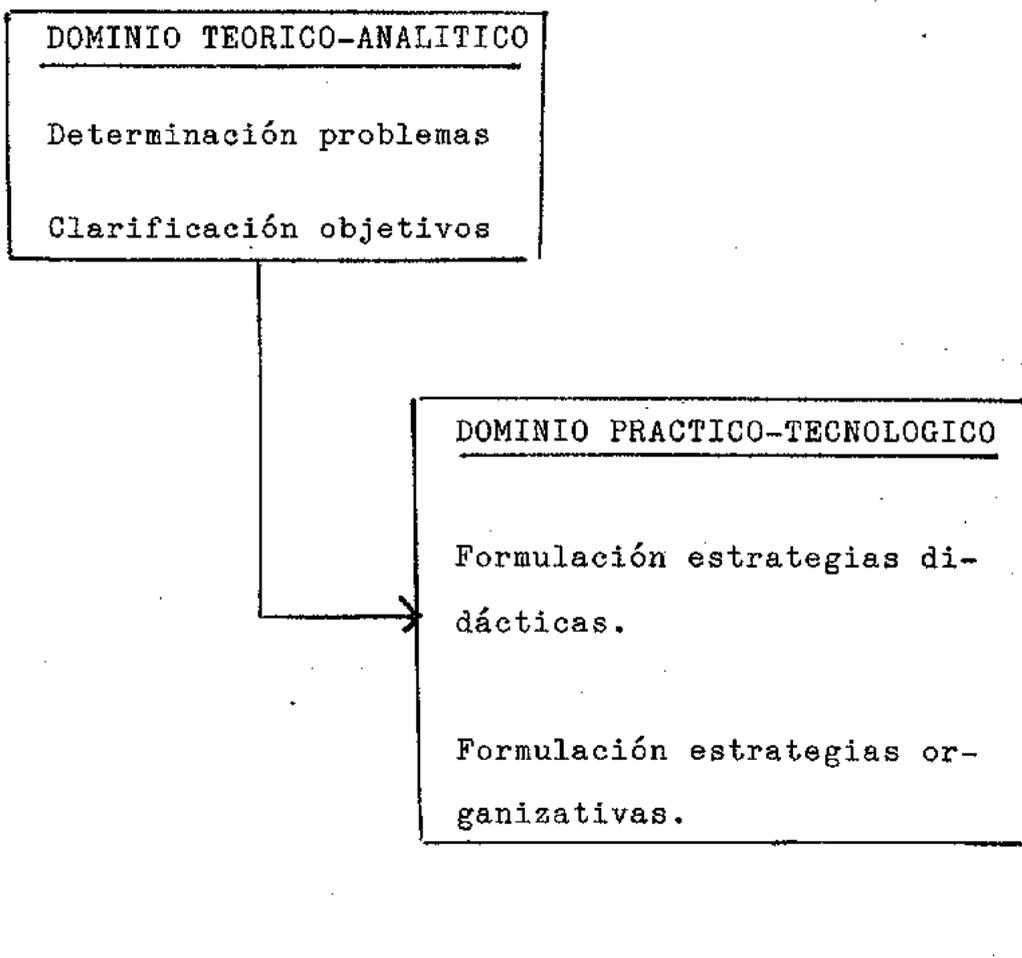 DOMINIO TEORICO-ANALITICO
Determinación problemas
Clarificación objetivos
DOMINIO PRACTICO-TECNOLOGICO
Formulación estrategias di-
dácticas.
Formulación estrategias or-
ganizativas.